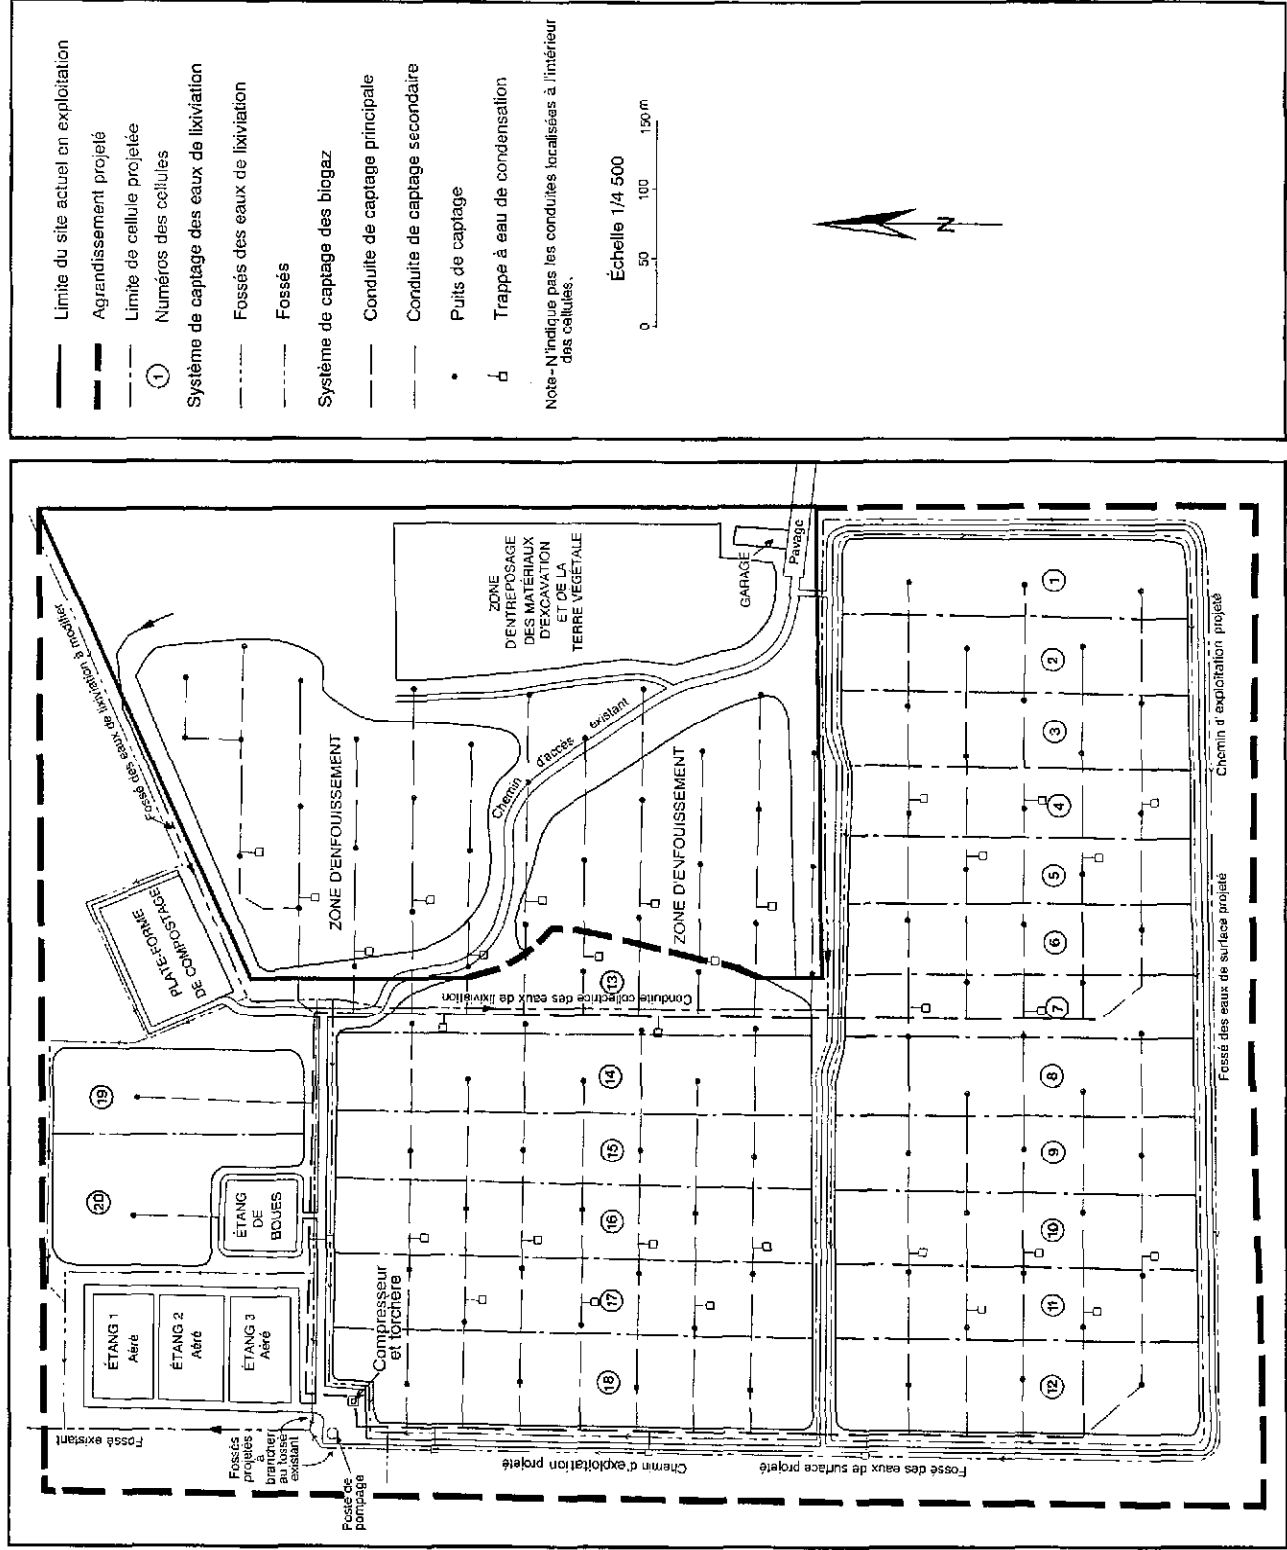 Limite du site actuel en exploitation
Agrandissement projeté
Limite de cellule projetée
1
Numéros des cellules
Système de captage des eaux de lixiviation
Fossés des eaux de lixiviation
Fossés
Système de captage des biogaz
Conduite de captage principale
Conduite de captage secondaire
Puits de captage
Trappe à eau de condensation
Note-N'indique pas les conduites localisées à l'intérieur
des cellules.
Échelle 1/4 500
0 50 100 150 m
N
Fossé des eaux de lixiviation à modifier
PLATE-FORME
DE COMPOSTAGE
ZONE D'ENFOUISSEMENT
ZONE
D'ENTREPOSAGE
DES MATÉRIAUX
D'EXCAVATION
ET DE LA
TERRE VÉGÉTALE
GARAGE
Pavage
Chemin d'accès existant
ZONE D'ENFOUISSEMENT
Conduite collectrice des eaux de lixiviation
19
20
ÉTANG
DE
BOUES
ÉTANG 1
Aéré
ÉTANG 2
Aéré
ÉTANG 3
Aéré
Fossé existant
Fossés
projetés
à
brancher
au fossé
existant
Poste de
pompage
Compresseur
et torchère
13
14
15
16
17
18
Chemin d'exploitation projeté
Fossé des eaux de surface projeté
1
2
3
4
5
6
7
8
9
10
11
12
Chemin d'exploitation projeté
Fossé des eaux de surface projeté